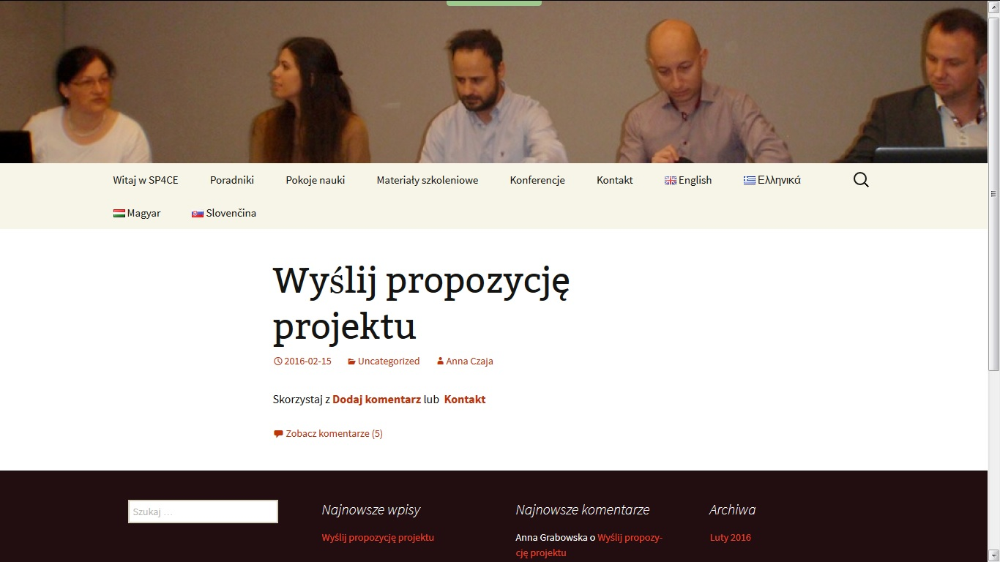 Witaj w SP4CE Poradniki Pokoje nauki Materiały szkoleniowe Konferencje Kontakt English Ελληνικά
Magyar Slovenčina
Wyślij propozycję
projektu
2016-02-15 Uncategorized Anna Czaja
Skorzystaj z Dodaj komentarz lub Kontakt
Zobacz komentarze (5)
Szukaj …
Najnowsze wpisy
Wyślij propozycję projektu
Najnowsze komentarze
Anna Grabowska o Wyślij propozy-
cję projektu
Archiwa
Luty 2016